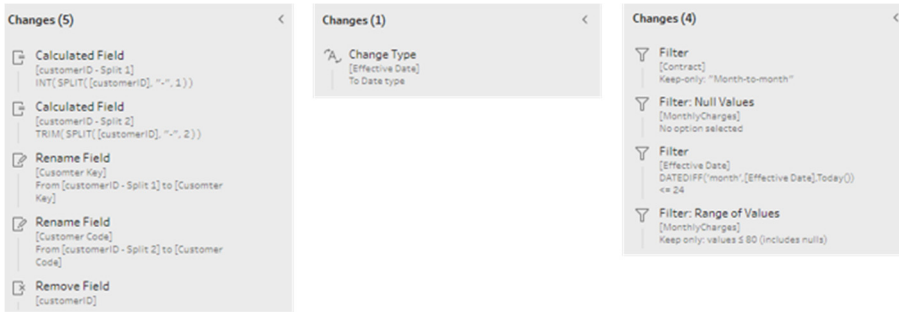 Changes (5)
Calculated Field
[customerID - Split 1]
INT( SPLIT( [customerID], "-", 1 ) )
Calculated Field
[customerID - Split 2]
TRIM( SPLIT( [customerID], "-", 2 ) )
Rename Field
[Cusomter Key]
From [customerID - Split 1] to [Cusomter
Key]
Rename Field
[Customer Code]
From [customerID - Split 2] to [Customer
Code]
Remove Field
[customerID]
Changes (1)
Change Type
[Effective Date]
To Date type
Changes (4)
Filter
[Contract]
Keep-only: "Month-to-month"
Filter: Null Values
[MonthlyCharges]
No option selected
Filter
[Effective Date]
DATEDIFF('month',[Effective Date],Today())
<= 24
Filter: Range of Values
[MonthlyCharges]
Keep only: values ≤ 80 (includes nulls)